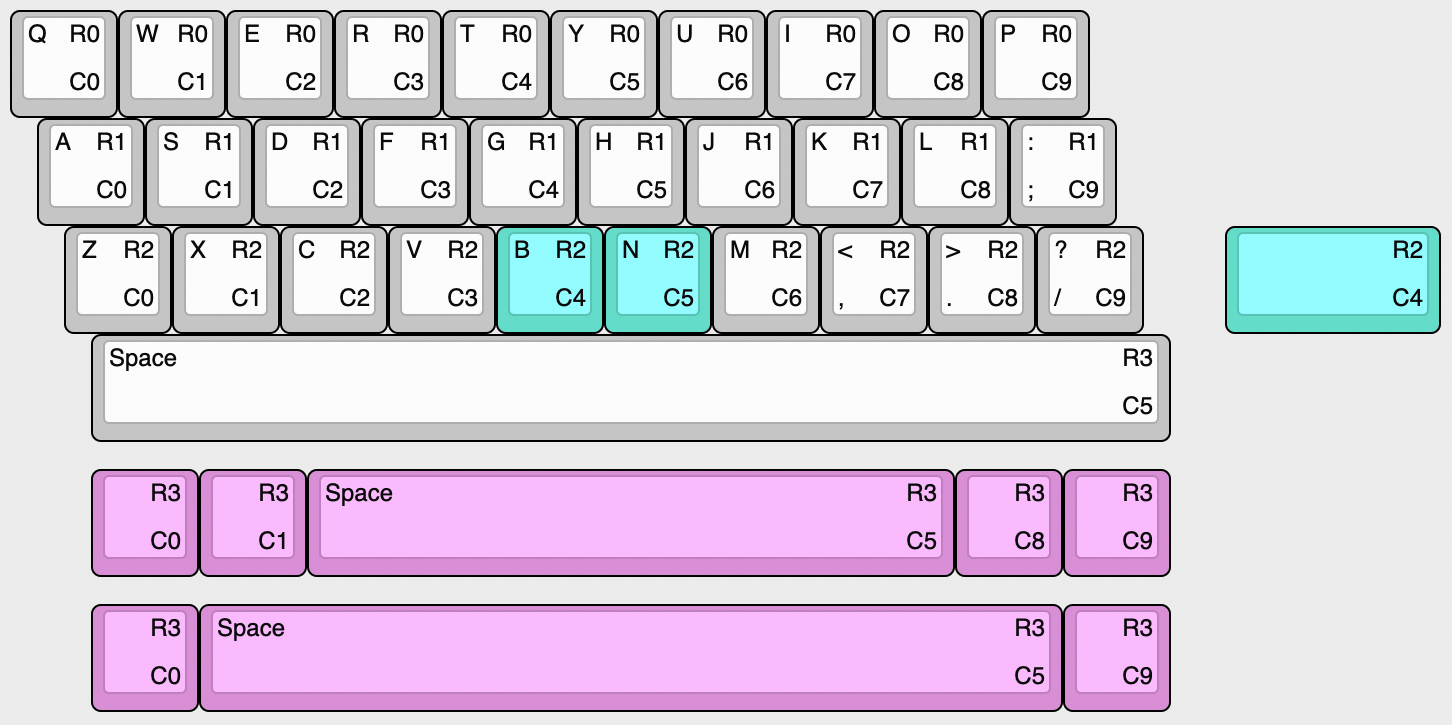 Q R0 W R0 E R0 R R0 T R0 Y R0 U R0 I R0 O R0 P R0
C0 C1 C2 C3 C4 C5 C6 C7 C8 C9
A R1 S R1 D R1 F R1 G R1 H R1 J R1 K R1 L R1 : R1
C0 C1 C2 C3 C4 C5 C6 C7 C8 ; C9
Z R2 X R2 C R2 V R2 B R2 N R2 M R2 < R2 > R2 ? R2 R2
C0 C1 C2 C3 C4 C5 C6 , C7 . C8 / C9 C4
Space R3
C5
R3 R3 Space R3 R3 R3
C0 C1 C5 C8 C9
R3 Space R3 R3
C0 C5 C9